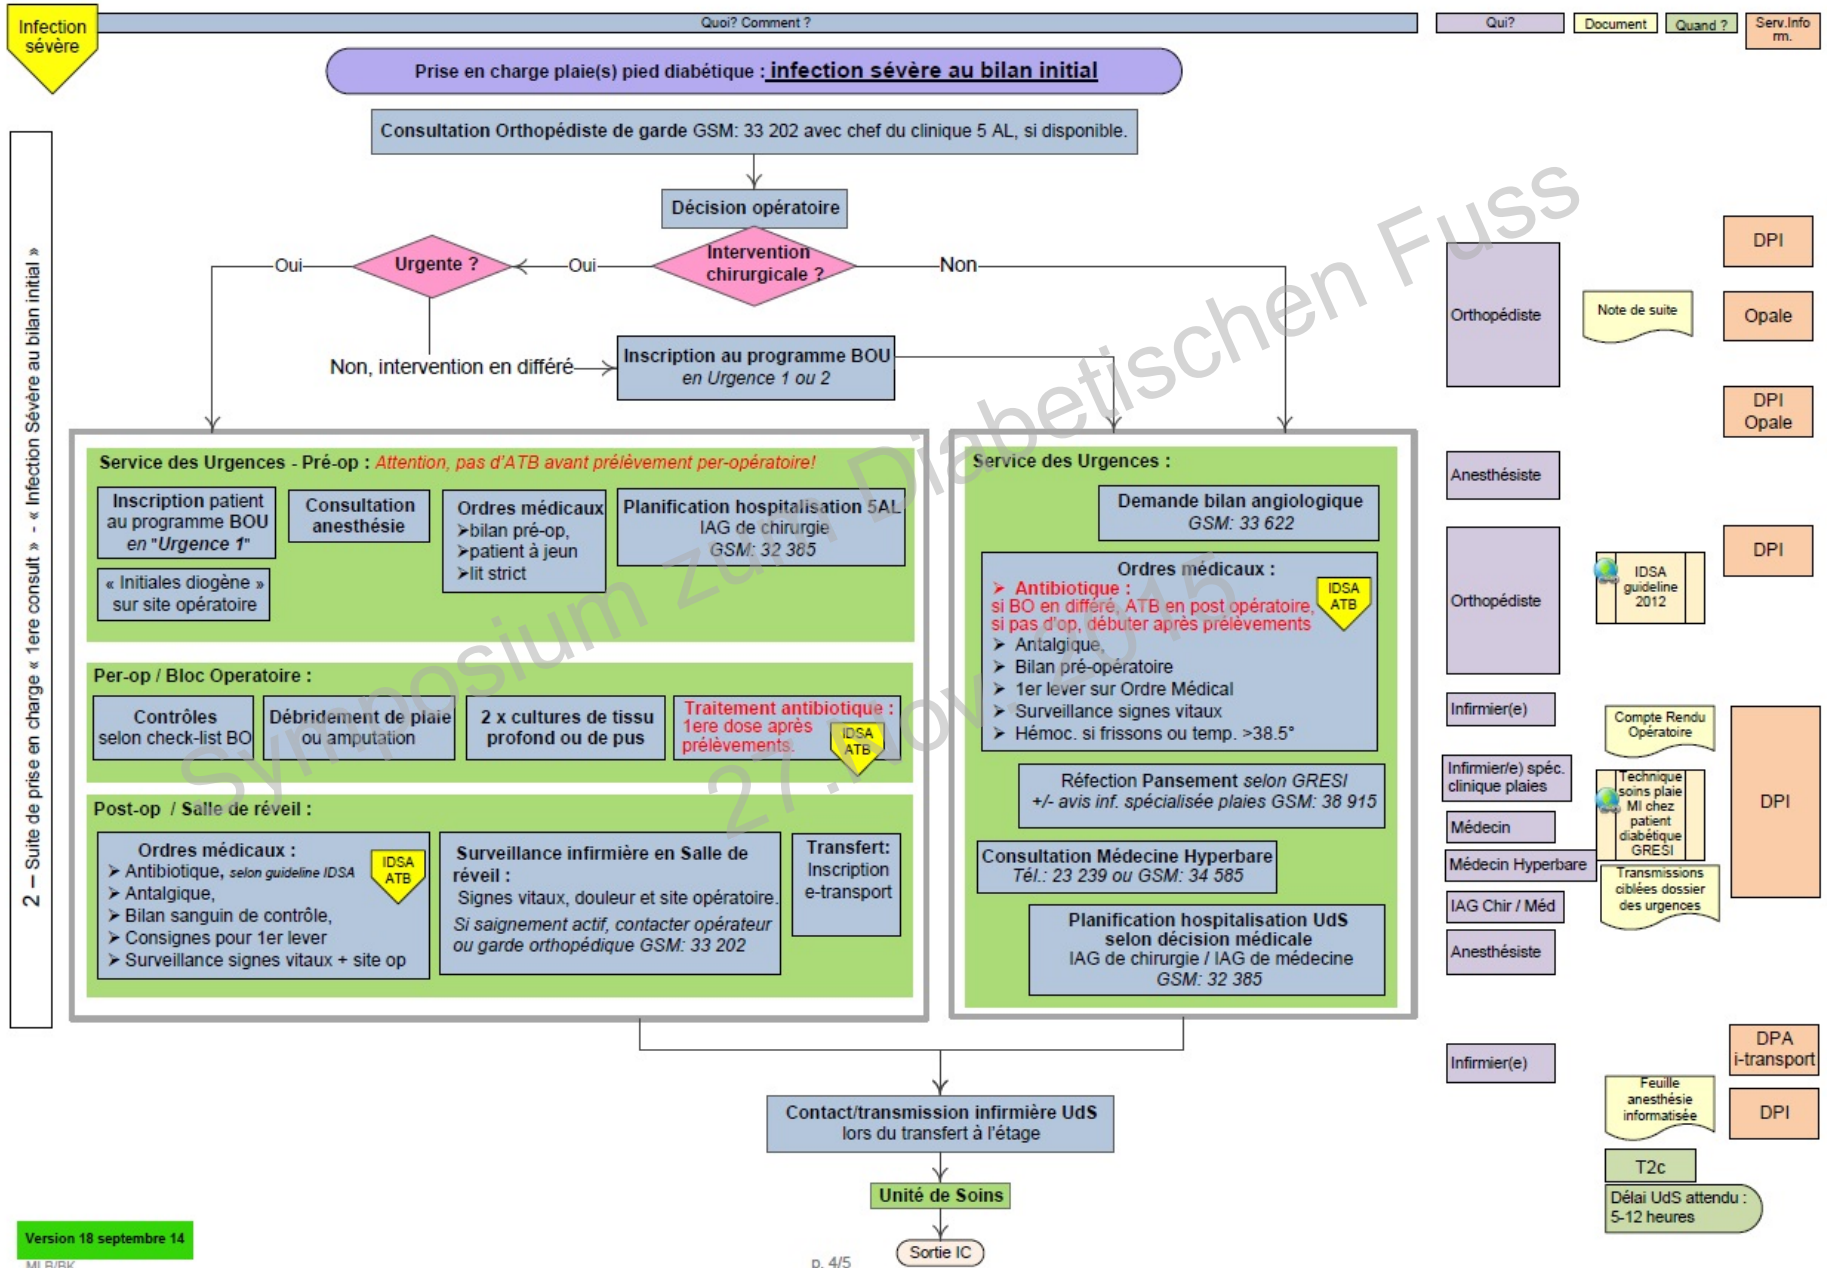 Infection
sévère
Quoi? Comment ?
Qui?
Document
Quand ?
Serv.Info
rm.
Prise en charge plaie(s) pied diabétique : infection sévère au bilan initial
Consultation Orthopédiste de garde GSM: 33 202 avec chef du clinique 5 AL, si disponible.
Décision opératoire
Intervention
chirurgicale ?
Oui
Urgente ?
Oui
Non
Non, intervention en différé
Inscription au programme BOU
en Urgence 1 ou 2
2 – Suite de prise en charge « 1ere consult » - « Infection Sévère au bilan initial »
Service des Urgences - Pré-op : Attention, pas d'ATB avant prélèvement per-opératoire!
Inscription patient
au programme BOU
en "Urgence 1"
« Initiales diogène »
sur site opératoire
Consultation
anesthésie
Ordres médicaux
➢bilan pré-op,
➢patient à jeun
➢lit strict
Planification hospitalisation 5AL
IAG de chirurgie
GSM: 32 385
Per-op / Bloc Operatoire :
Contrôles
selon check-list BO
Débridement de plaie
ou amputation
2 x cultures de tissu
profond ou de pus
Traitement antibiotique :
1ere dose après
prélèvements.
IDSA
ATB
Post-op / Salle de réveil :
Ordres médicaux :
➢ Antibiotique, selon guideline IDSA
➢ Antalgique,
➢ Bilan sanguin de contrôle,
➢ Consignes pour 1er lever
➢ Surveillance signes vitaux + site op
IDSA
ATB
Surveillance infirmière en Salle de
réveil :
Signes vitaux, douleur et site opératoire.
Si saignement actif, contacter opérateur
ou garde orthopédique GSM: 33 202
Transfert:
Inscription
e-transport
Service des Urgences :
Demande bilan angiologique
GSM: 33 622
Ordres médicaux :
➢ Antibiotique :
si BO en différé, ATB en post opératoire,
si pas d'op, débuter après prélèvements
IDSA
ATB
➢ Antalgique,
➢ Bilan pré-opératoire
➢ 1er lever sur Ordre Médical
➢ Surveillance signes vitaux
➢ Hémoc. si frissons ou temp. >38.5°
Réfection Pansement selon GRESI
+/- avis inf. spécialisée plaies GSM: 38 915
Consultation Médecine Hyperbare
Tél.: 23 239 ou GSM: 34 585
Planification hospitalisation UdS
selon décision médicale
IAG de chirurgie / IAG de médecine
GSM: 32 385
Contact/transmission infirmière UdS
lors du transfert à l'étage
Unité de Soins
Sortie IC
Orthopédiste
Anesthésiste
Orthopédiste
Infirmier(e)
Infirmier/e) spéc.
clinique plaies
Médecin
Médecin Hyperbare
IAG Chir / Méd
Anesthésiste
Infirmier(e)
Note de suite
IDSA
guideline
2012
Compte Rendu
Opératoire
Technique
soins plaie
MI chez
patient
diabétique
GRESI
Transmissions
ciblées dossier
des urgences
Feuille
anesthésie
informatisée
T2c
Délai UdS attendu :
5-12 heures
DPI
Opale
DPI
Opale
DPI
DPI
DPA
i-transport
DPI
Symposium zum Diabetischen Fuss
27.Nov. 2015
Version 18 septembre 14
MLB/BK
p. 4/5